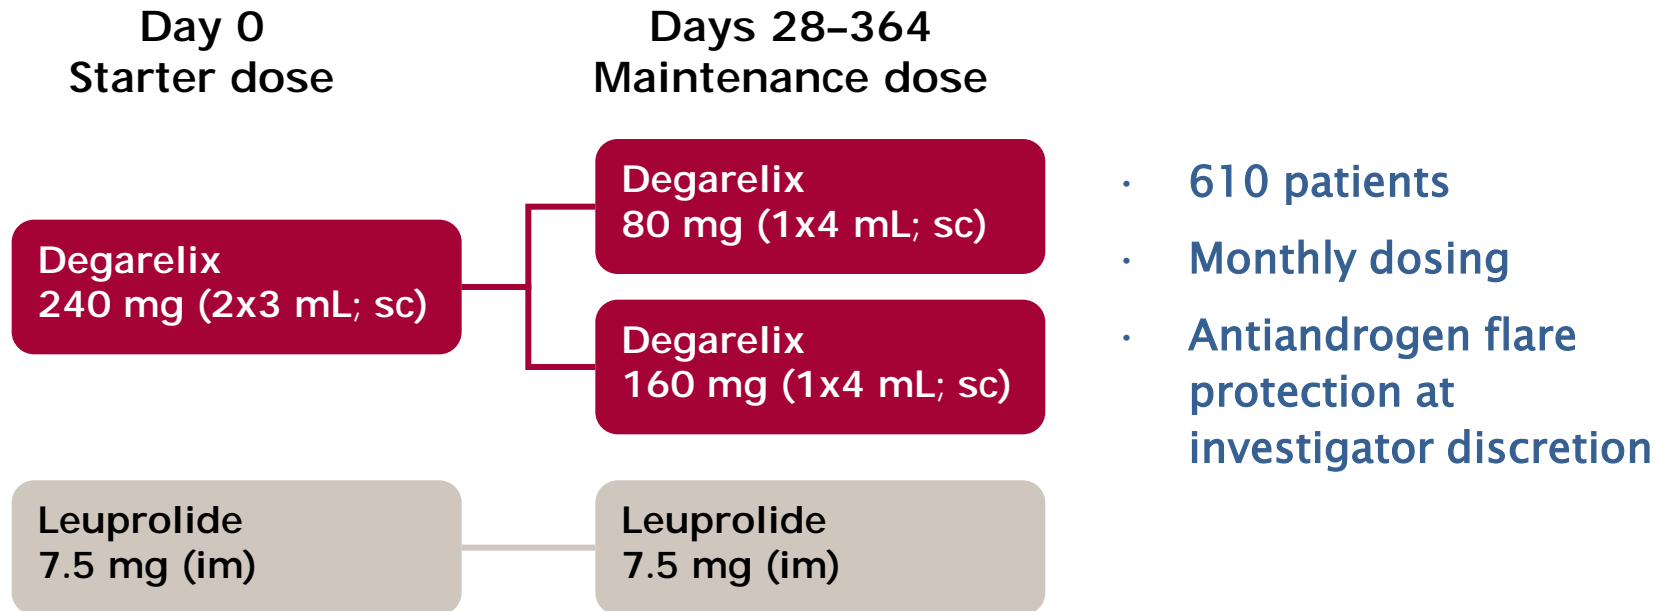 Day 0
Starter dose
Days 28–364
Maintenance dose
Degarelix
240 mg (2x3 mL; sc)
Degarelix
80 mg (1x4 mL; sc)
Degarelix
160 mg (1x4 mL; sc)
Leuprolide
7.5 mg (im)
Leuprolide
7.5 mg (im)
· 610 patients
· Monthly dosing
· Antiandrogen flare
protection at
investigator discretion